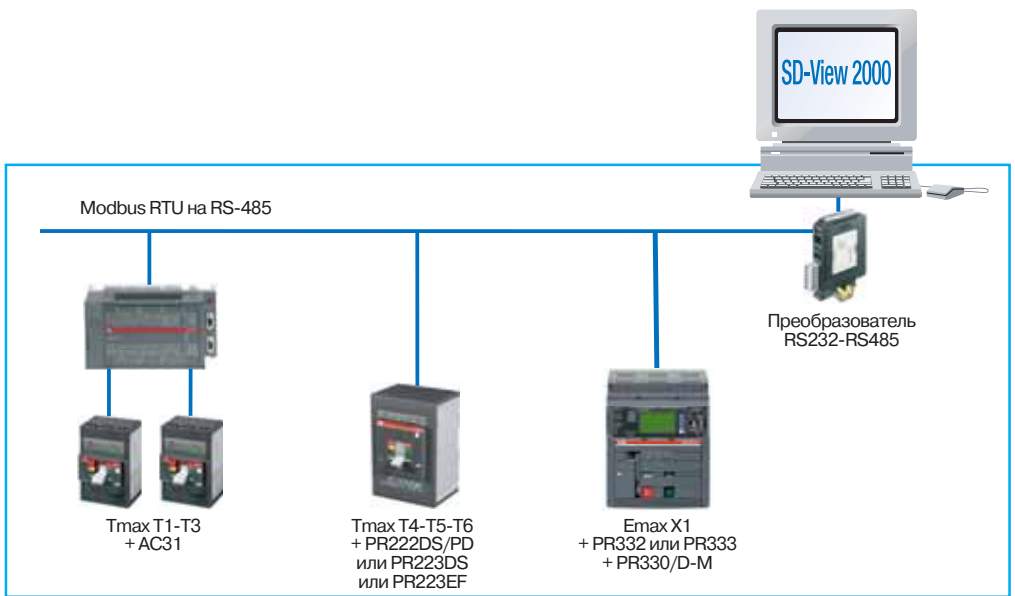 SD-View 2000
Modbus RTU на RS-485
Преобразователь
RS232-RS485
Tmax T1-T3
+ AC31
Tmax T4-T5-T6
+ PR222DS/PD
или PR223DS
или PR223EF
Emax X1
+ PR332 или PR333
+ PR330/D-M